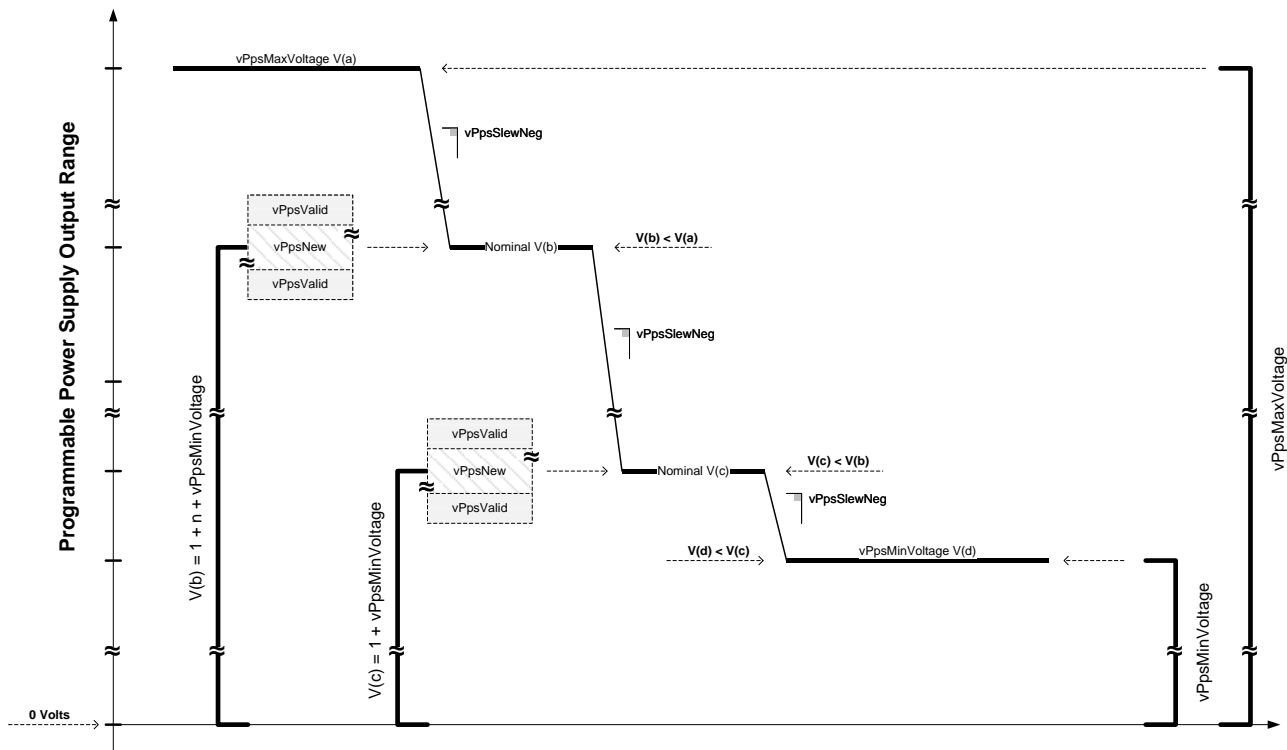 vPpsMaxVoltage V(a)
vPpsSlewNeg
Programmable Power Supply Output Range
vPpsValid
vPpsNew
vPpsValid
Nominal V(b)
V(b) < V(a)
vPpsSlewNeg
V(b) = 1 + n + vPpsMinVoltage
vPpsMaxVoltage
vPpsValid
vPpsNew
vPpsValid
Nominal V(c)
V(c) < V(b)
vPpsSlewNeg
V(c) = 1 + vPpsMinVoltage
V(d) < V(c)
vPpsMinVoltage V(d)
vPpsMinVoltage
0 Volts